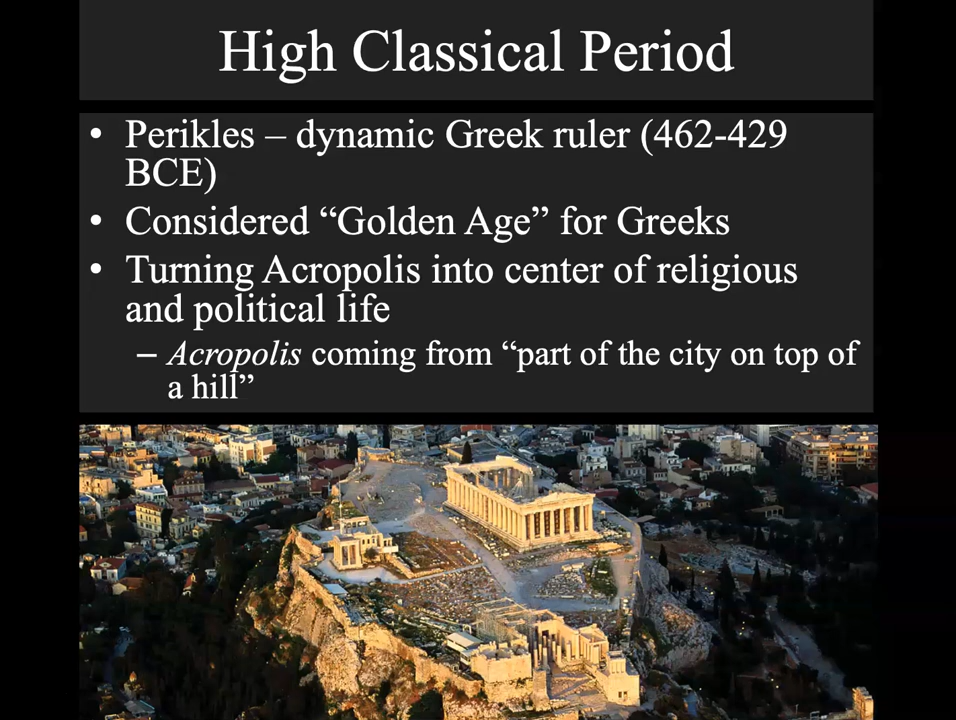 High Classical Period
• Perikles – dynamic Greek ruler (462-429
BCE)
• Considered “Golden Age” for Greeks
• Turning Acropolis into center of religious
and political life
– Acropolis coming from “part of the city on top of
a hill”